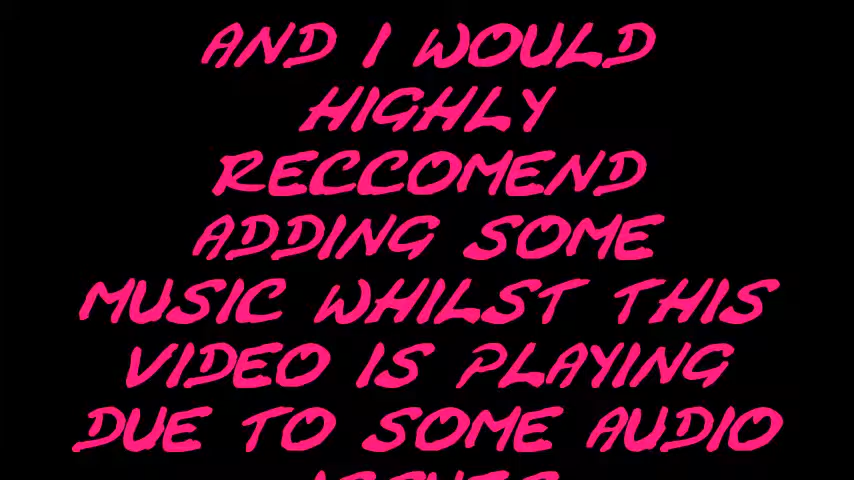 AND I WOULD
HIGHLY
RECCOMEND
ADDING SOME
MUSIC WHILST THIS
VIDEO IS PLAYING
DUE TO SOME AUDIO